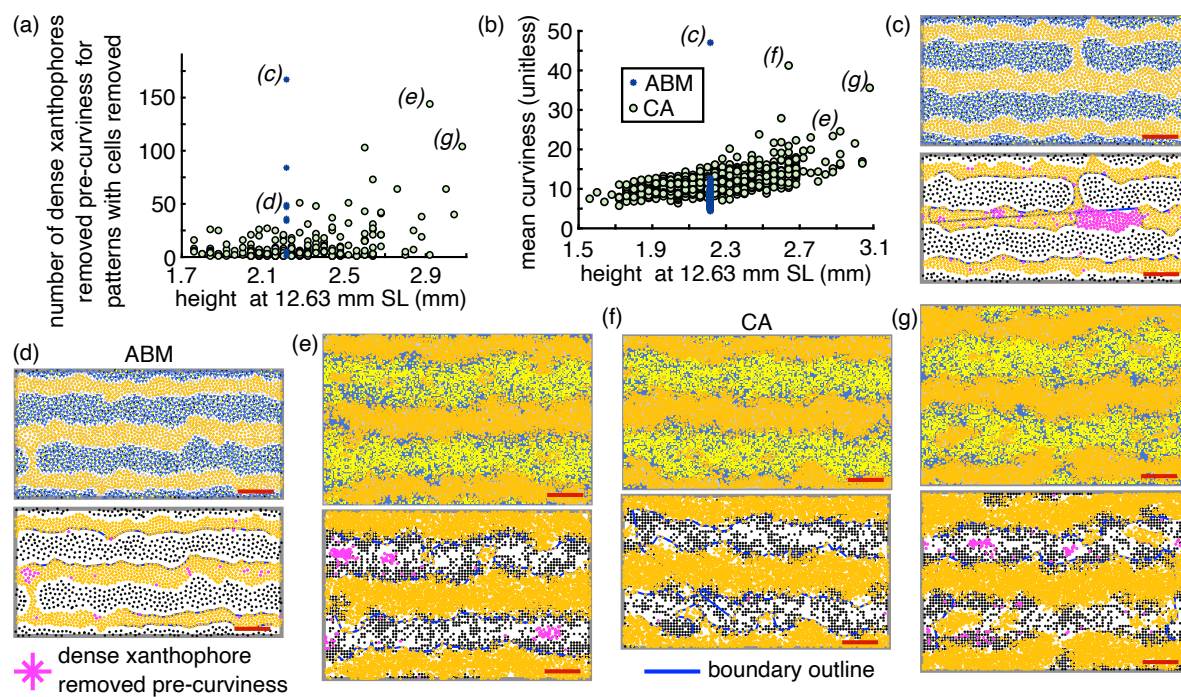 (a)
number of dense xanthophores
removed pre-curviness for
patterns with cells removed
150
125
100
75
50
25
0
(c)
(e)
(g)
(d)
1.7 2.1 2.5 2.9
height at 12.63 mm SL (mm)
(b)
mean curviness (unitless)
50
40
30
20
10
0
(c)
(f)
(g)
(e)
ABM
CA
1.5 1.9 2.3 2.7 3.1
height at 12.63 mm SL (mm)
(c)
(d) ABM
dense xanthophore
removed pre-curviness
(e)
CA
(f)
boundary outline
(g)